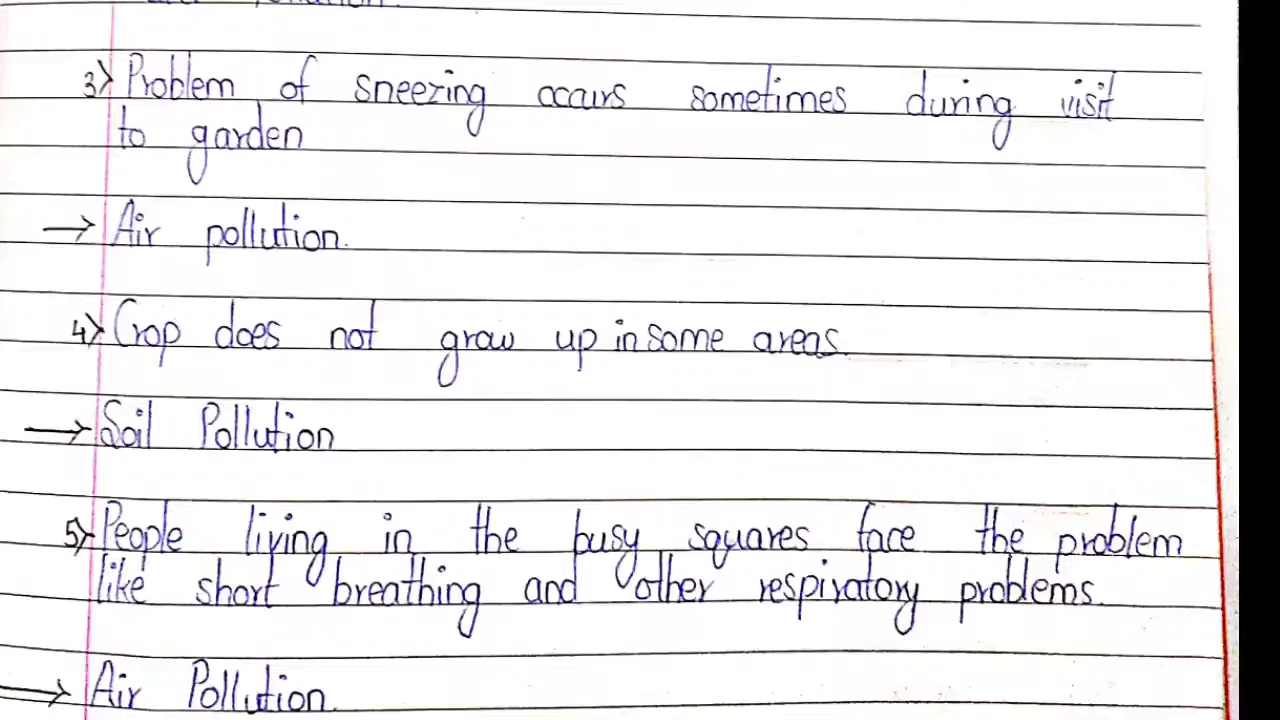 3) Problem of sneezing occurs sometimes during visit
to garden
→ Air pollution.
4) Crop does not grow up in some areas.
→ Soil Pollution
5) People living in the busy squares face the problem
like short breathing and other respiratory problems.
→ Air Pollution.